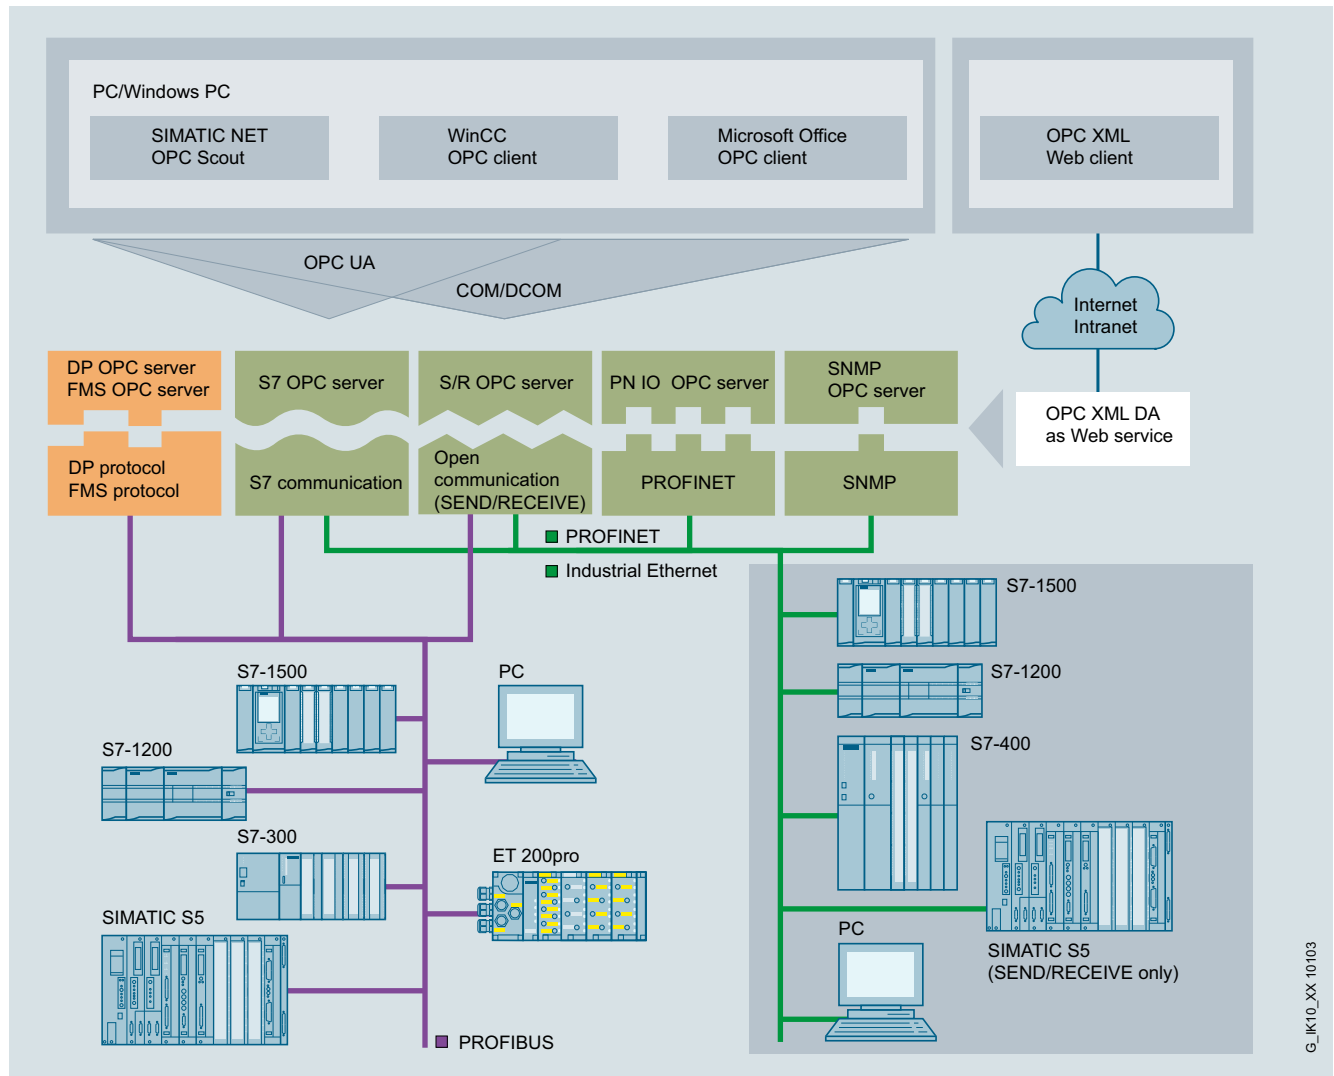 PC/Windows PC
SIMATIC NET
OPC Scout
WinCC
OPC client
Microsoft Office
OPC client
OPC XML
Web client
OPC UA
COM/DCOM
Internet
Intranet
DP OPC server
FMS OPC server
S7 OPC server
S/R OPC server
PN IO OPC server
SNMP
OPC server
OPC XML DA
as Web service
DP protocol
FMS protocol
S7 communication
Open
communication
(SEND/RECEIVE)
PROFINET
SNMP
PROFINET
Industrial Ethernet
S7-1500
S7-1200
S7-400
SIMATIC S5
(SEND/RECEIVE only)
PC
S7-1500
PC
S7-1200
S7-300
ET 200pro
SIMATIC S5
PROFIBUS
G_IK10_XX 10103